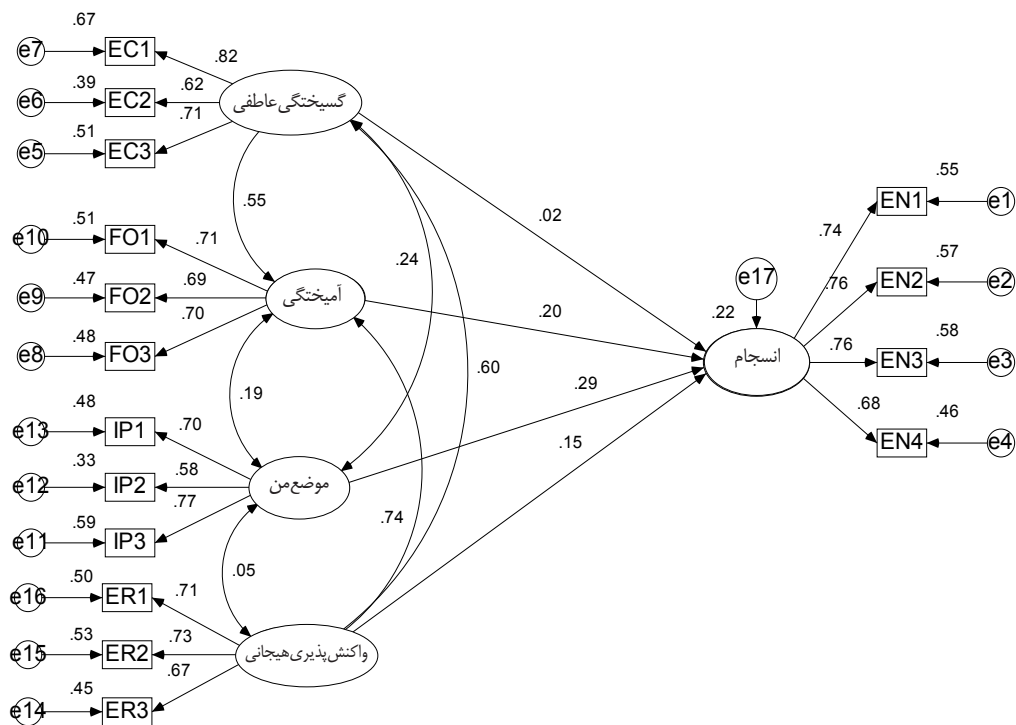 .67
e7
EC1
.82
.39
e6
EC2
.62
گسیختگی عاطفی
.71
.51
e5
EC3
.55
.02
.55
EN1
e1
.74
.51
e10
FO1
.71
.24
.57
EN2
e2
.76
.47
e9
FO2
.69
آمیختگی
e17
.20
.22
.70
.48
e8
FO3
انسجام
.58
.76
EN3
e3
.60
.19
.29
.68
.46
EN4
e4
.48
e13
IP1
.70
.15
.33
e12
IP2
.58
موضع من
.77
.59
e11
IP3
.74
.05
.50
e16
ER1
.71
.53
e15
ER2
.73
واکنش‌پذیری هیجانی
.67
.45
e14
ER3